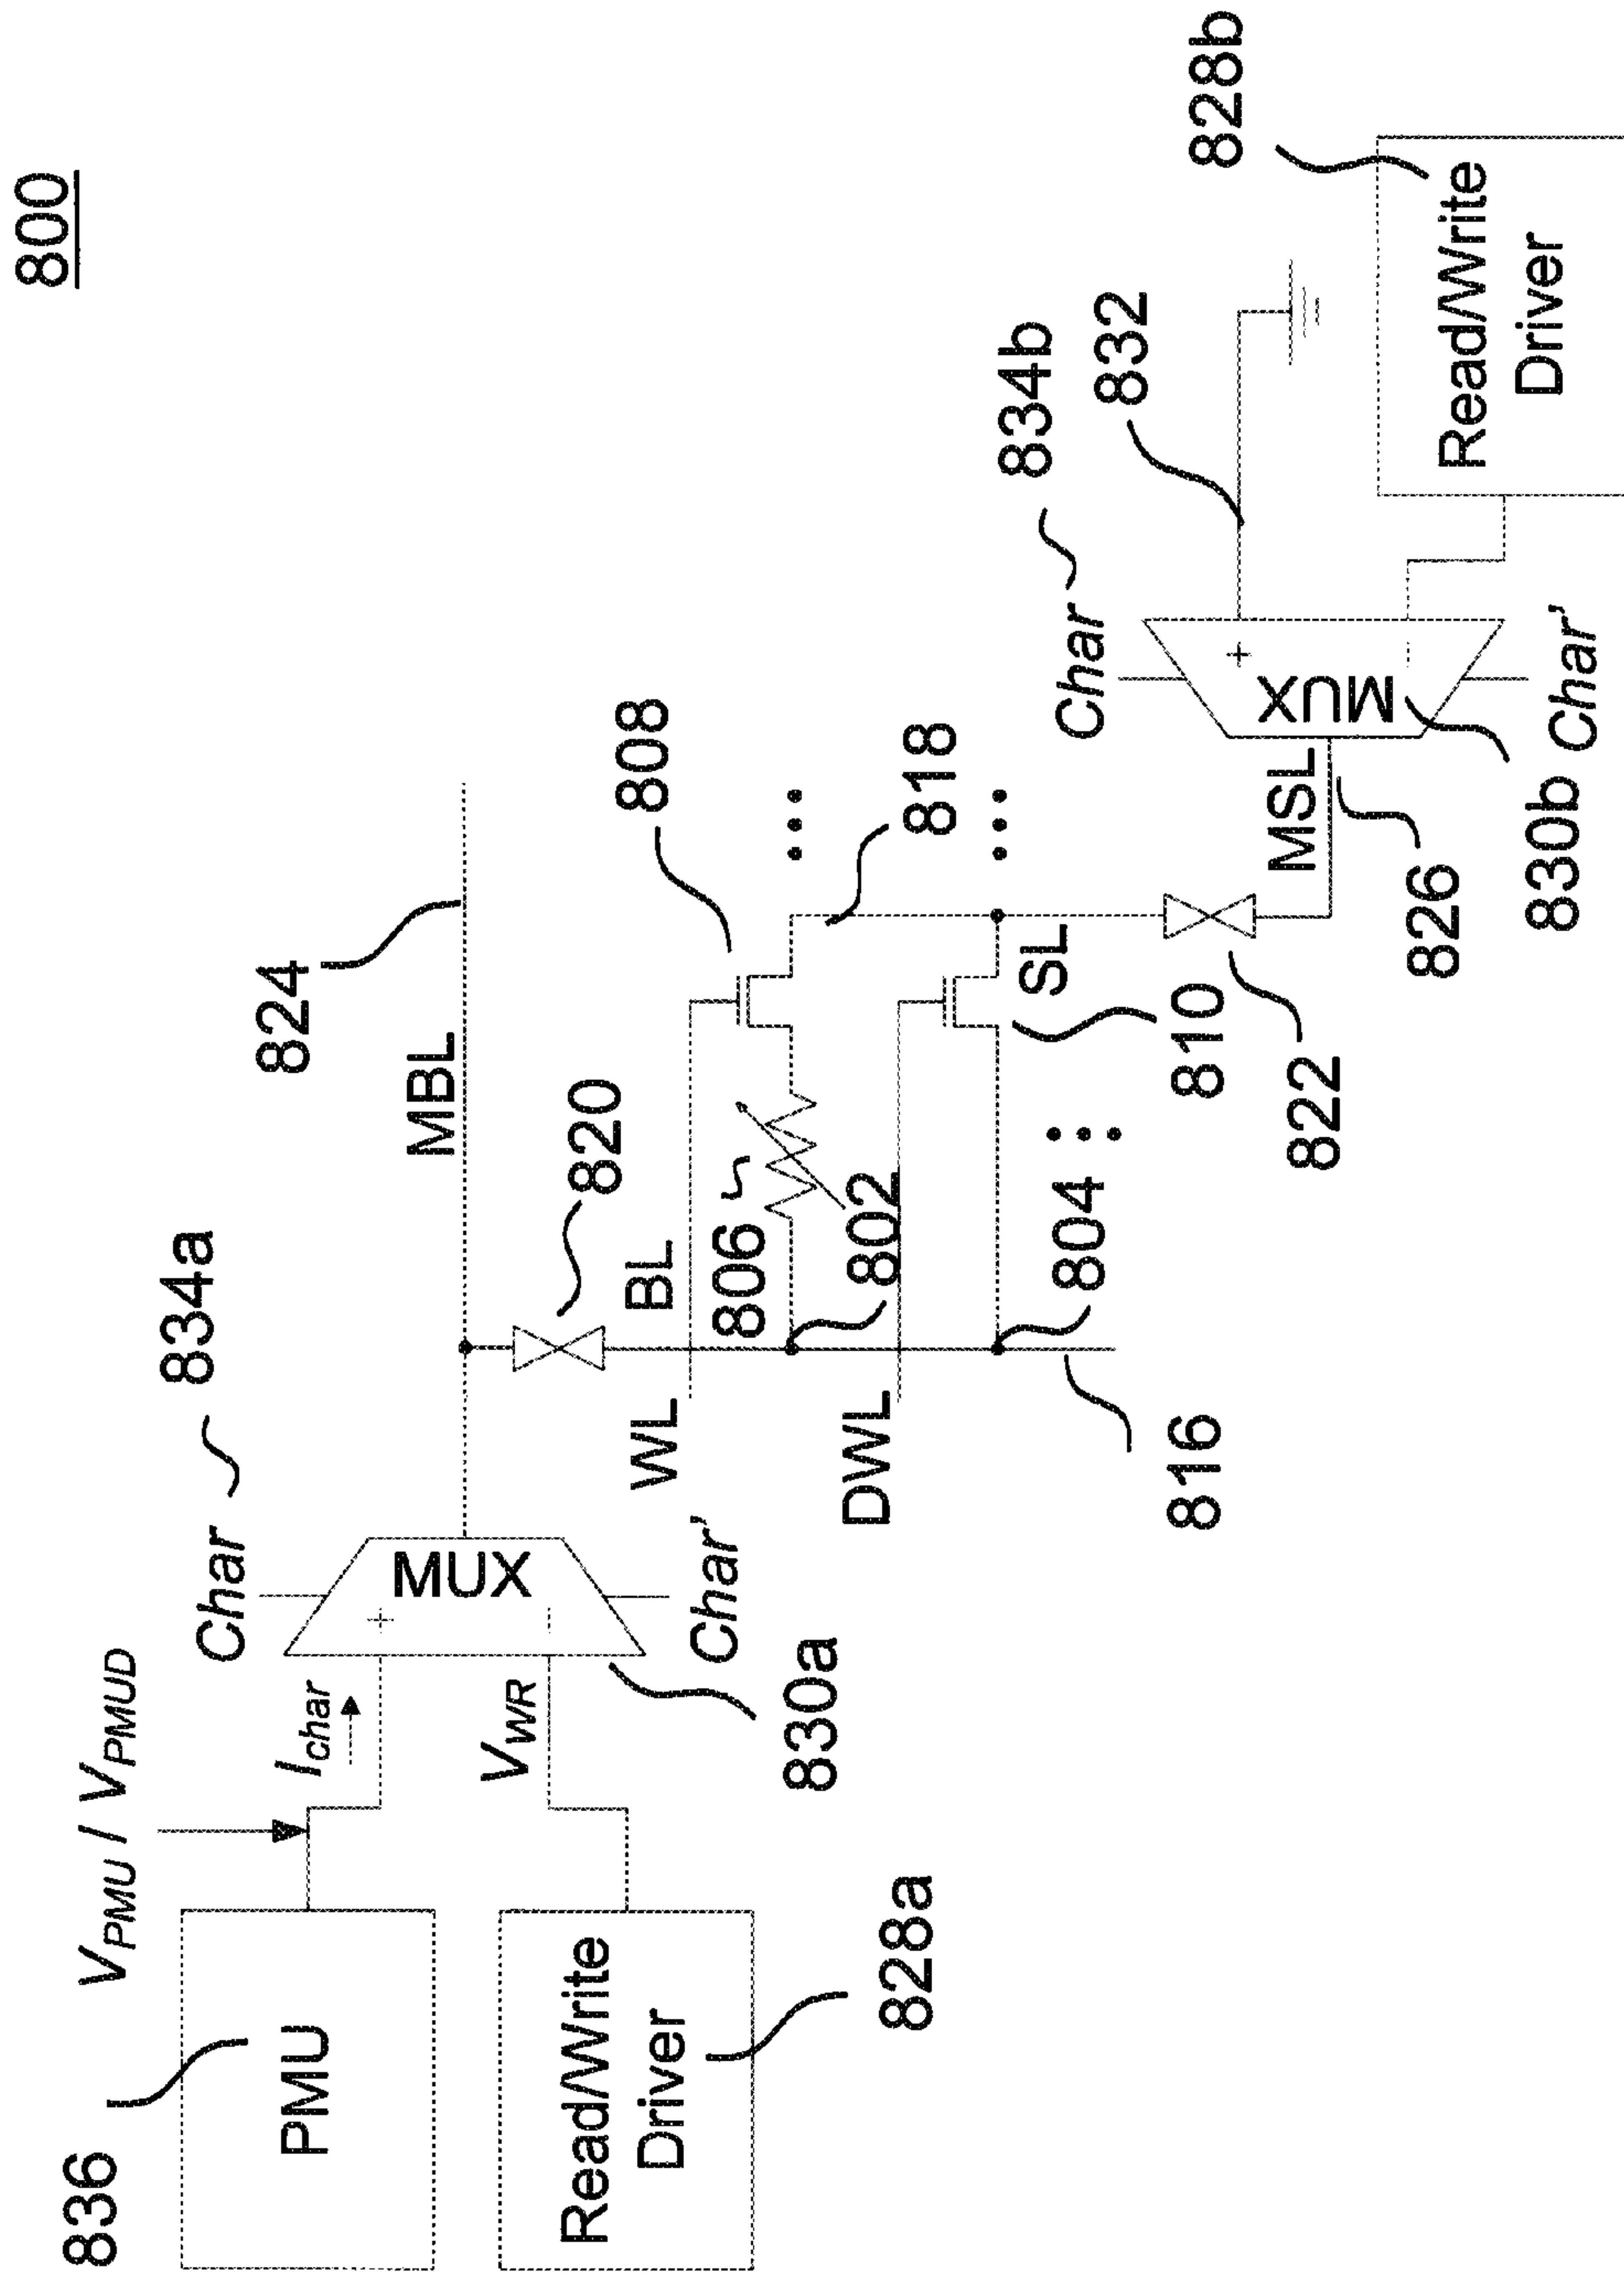 800
836
PMU
V_PMU / V_PMUD
I_char
Char
834a
MUX
+
−
Read/Write
Driver
828a
V_WR
830a
Char'
MBL
824
820
WL
BL
806
802
808
818
DWL
804
810
SL
816
822
MSL
826
Char
834b
832
MUX
+
−
830b
Char'
Read/Write
Driver
828b